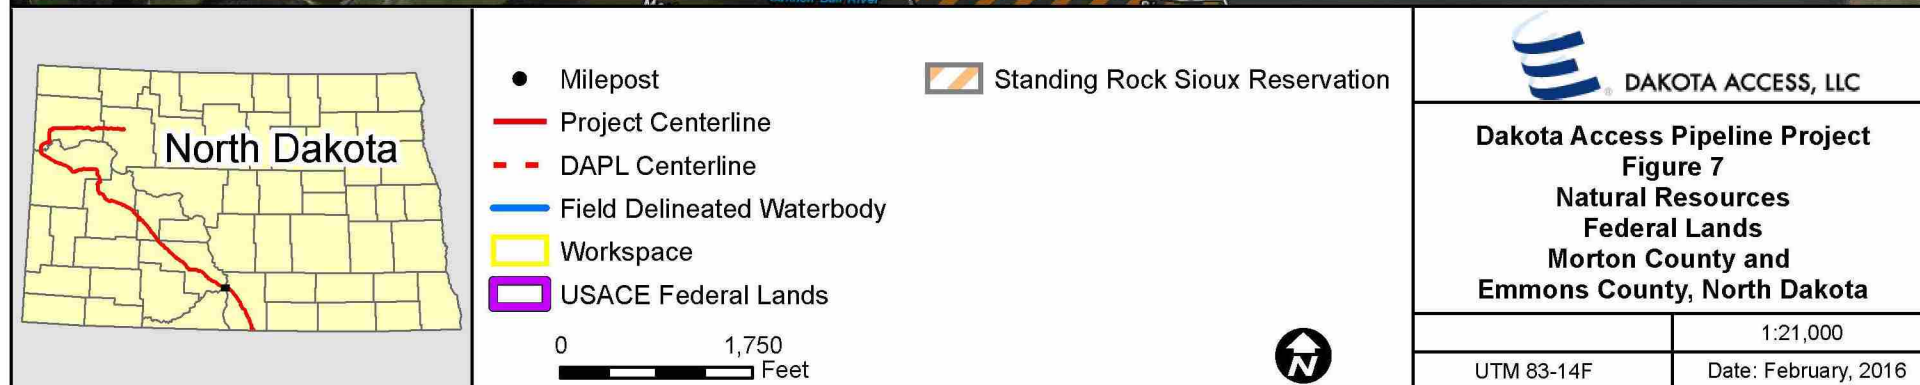 North Dakota
Milepost
Project Centerline
DAPL Centerline
Field Delineated Waterbody
Workspace
USACE Federal Lands
0 1,750
Feet
Standing Rock Sioux Reservation
N
DAKOTA ACCESS, LLC
Dakota Access Pipeline Project
Figure 7
Natural Resources
Federal Lands
Morton County and
Emmons County, North Dakota
1:21,000
UTM 83-14F
Date: February, 2016